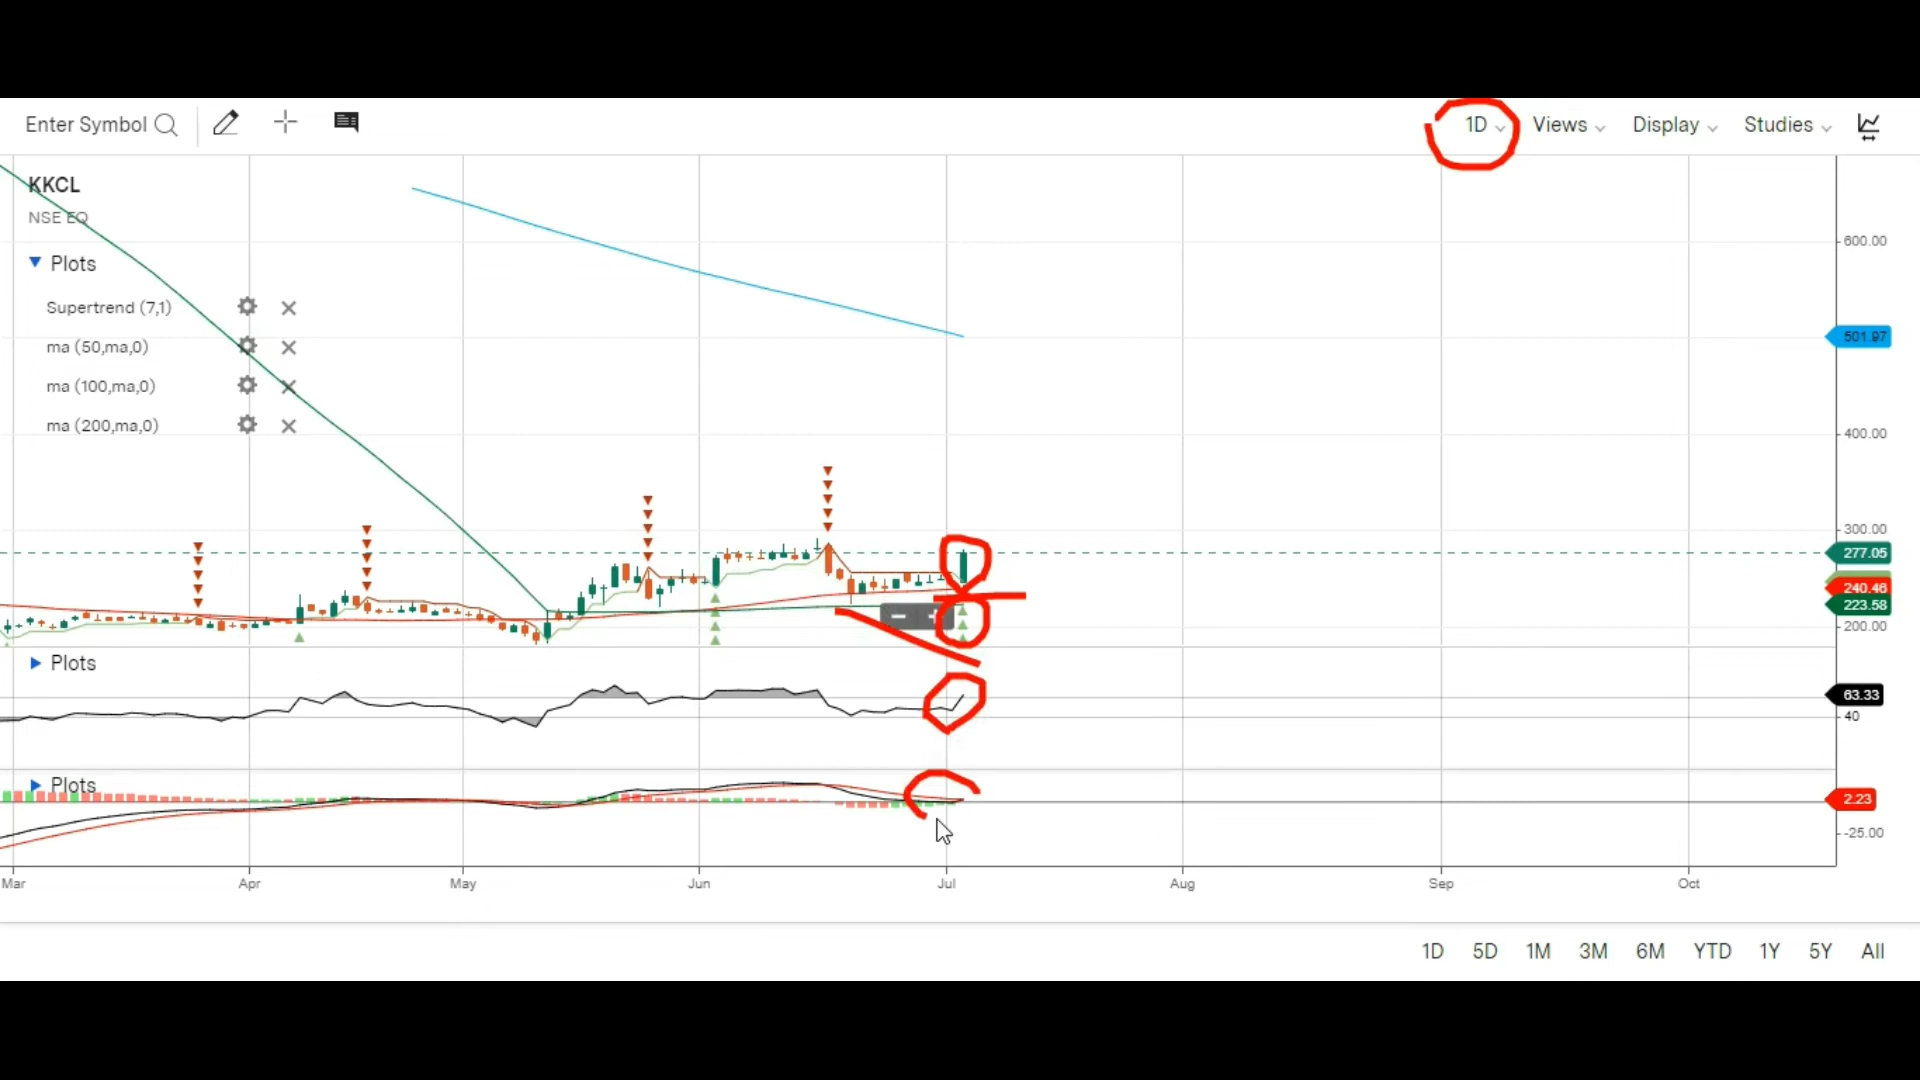 Enter Symbol 1D Views Display Studies
KKCL
NSE EQ
Plots
Supertrend (7,1)
ma (50,ma,0)
ma (100,ma,0)
ma (200,ma,0)
600.00
501.97
400.00
300.00
277.05
240.46
223.58
200.00
Plots
63.33
40
Plots
2.23
-25.00
Mar Apr May Jun Jul Aug Sep Oct
1D 5D 1M 3M 6M YTD 1Y 5Y All